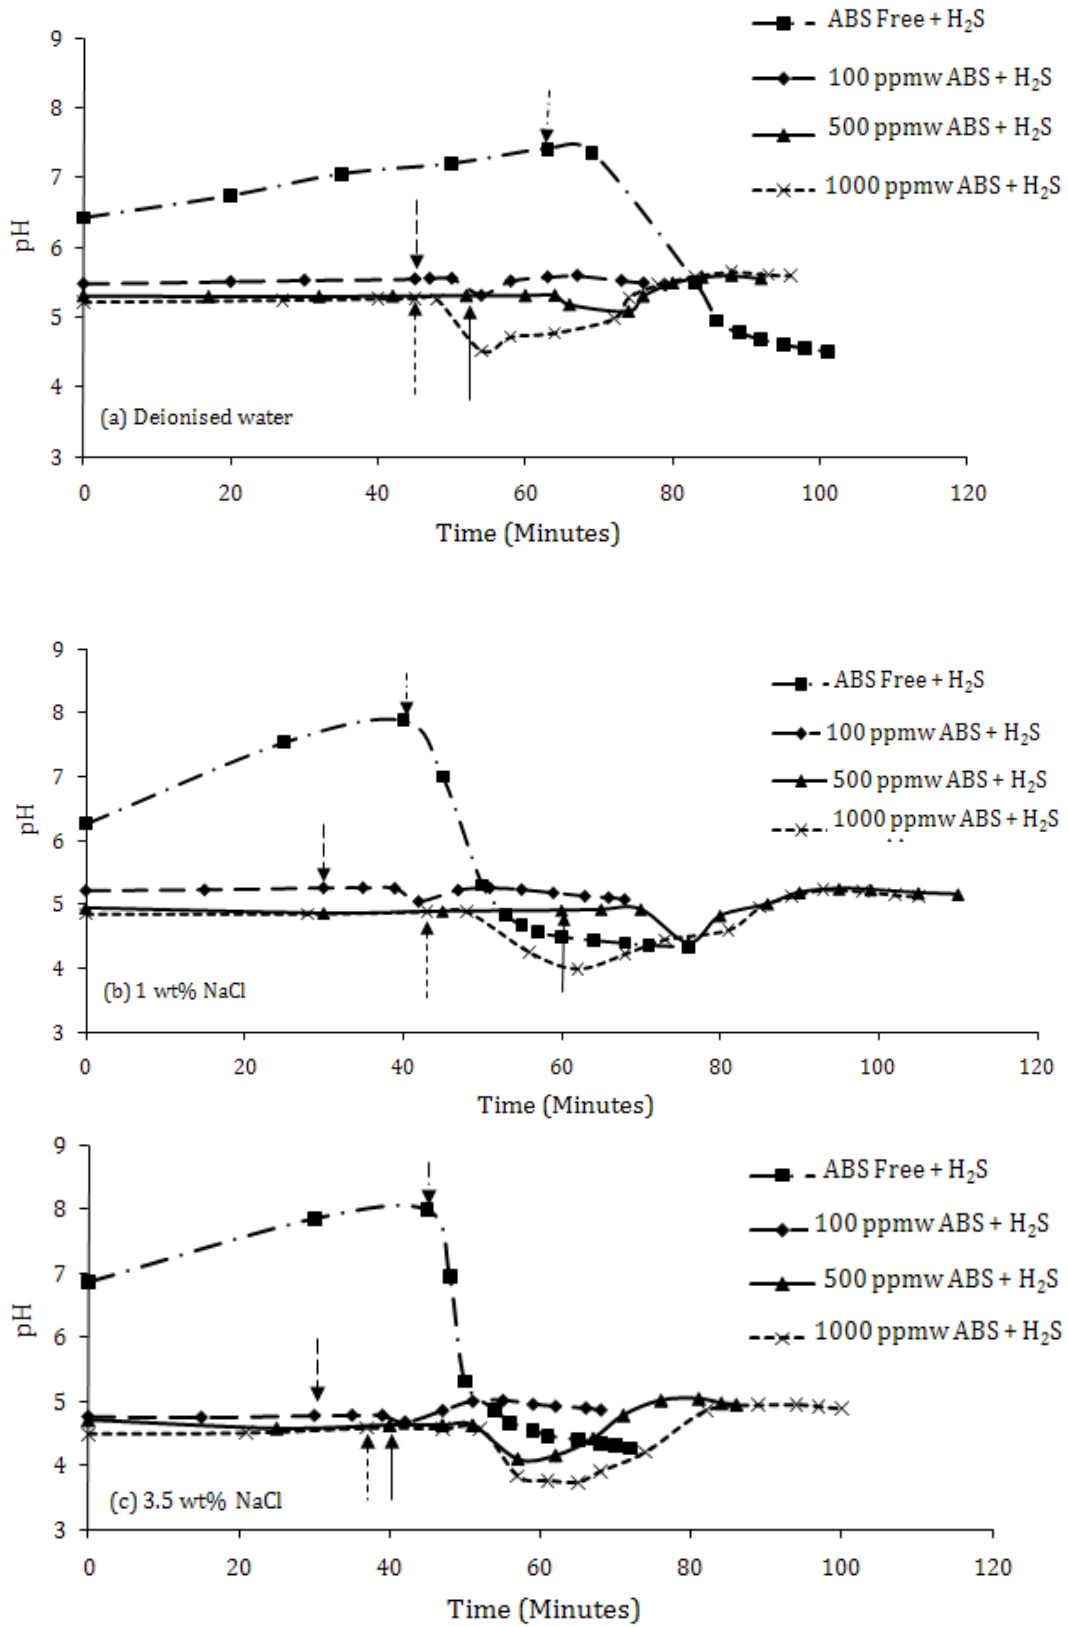 ABS Free + H₂S
100 ppmw ABS + H₂S
500 ppmw ABS + H₂S
1000 ppmw ABS + H₂S
9
8
7
6
5
4
3
pH
(a) Deionised water
0 20 40 60 80 100 120
Time (Minutes)
ABS Free + H₂S
100 ppmw ABS + H₂S
500 ppmw ABS + H₂S
1000 ppmw ABS + H₂S
9
8
7
6
5
4
3
pH
(b) 1 wt% NaCl
0 20 40 60 80 100 120
Time (Minutes)
ABS Free + H₂S
100 ppmw ABS + H₂S
500 ppmw ABS + H₂S
1000 ppmw ABS + H₂S
9
8
7
6
5
4
3
pH
(c) 3.5 wt% NaCl
0 20 40 60 80 100 120
Time (Minutes)